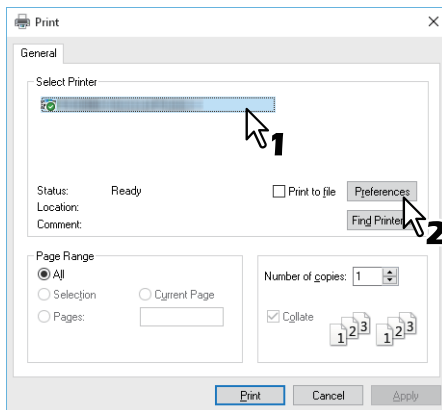 Print
General
Select Printer
1
Status: Ready
Print to file Preferences
Location:
Comment:
Find Printer
2
Page Range
All
Selection Current Page
Pages:
Number of copies: 1
Collate
1 2 3 1 2 3
Print Cancel Apply